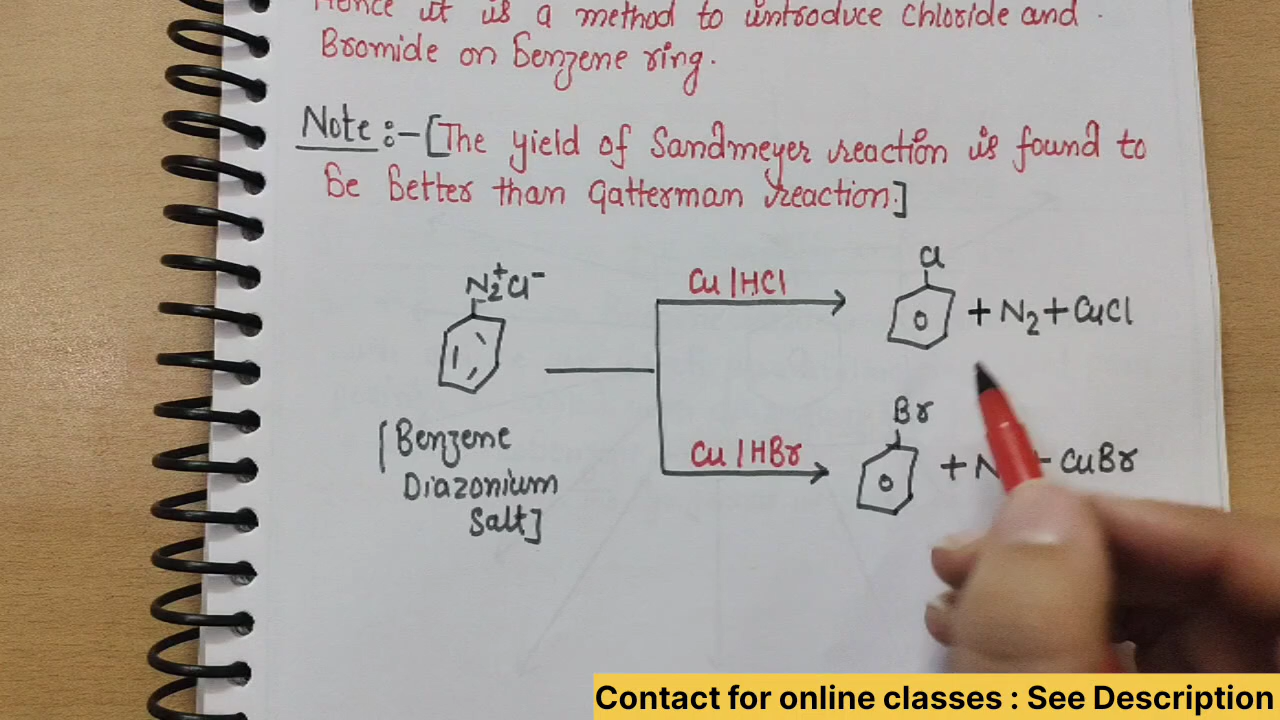 Hence it is a method to introduce chloride and
Bromide on benzene ring.
Note:-[The yield of Sandmeyer reaction is found to
be better than gatterman reaction.]
N2+Cl-
Cu/HCl
Cl
+ N2 + CuCl
[Benzene
Diazonium
Salt]
Cu/HBr
Br
+ N - CuBr
Contact for online classes : See Description